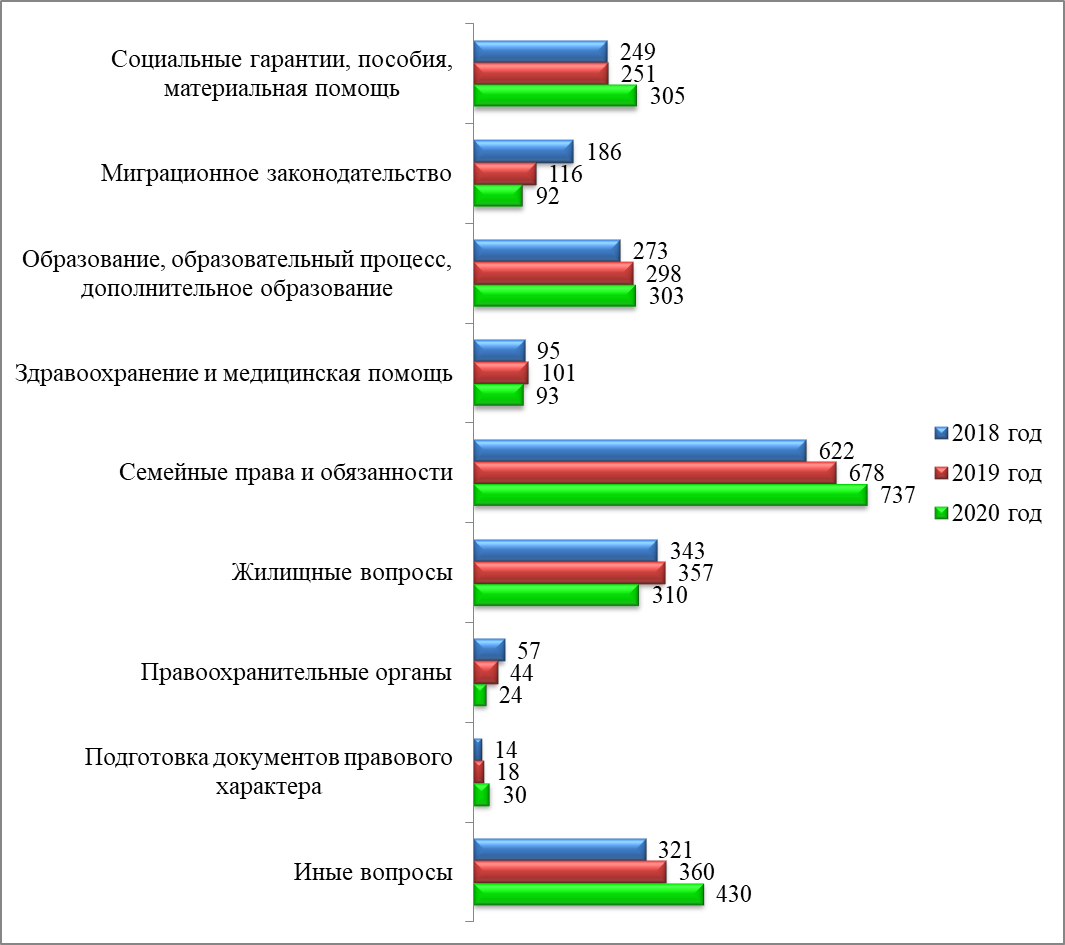 Социальные гарантии, пособия,
материальная помощь
249
251
305
Миграционное законодательство
186
116
92
Образование, образовательный процесс,
дополнительное образование
273
298
303
Здравоохранение и медицинская помощь
95
101
93
Семейные права и обязанности
622
678
737
Жилищные вопросы
343
357
310
Правоохранительные органы
57
44
24
Подготовка документов правового
характера
14
18
30
Иные вопросы
321
360
430
2018 год
2019 год
2020 год